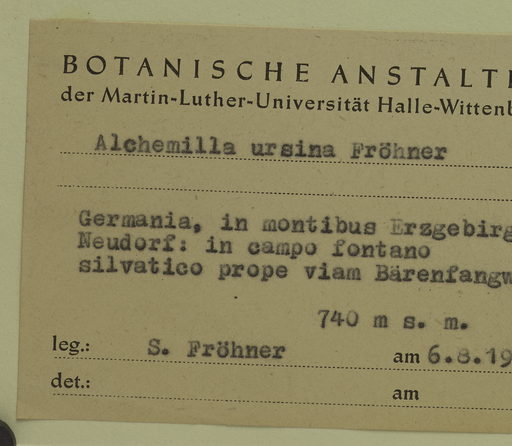 BOTANISCHE ANSTALT
der Martin-Luther-Universität Halle-Wittenb
Alchemilla ursina Fröhner
Germania, in montibus Erzgebirg
Neudorf: in campo fontano
silvatico prope viam Bärenfangw
740 m s. m.
leg.: S. Fröhner am 6.8.19
det.: am